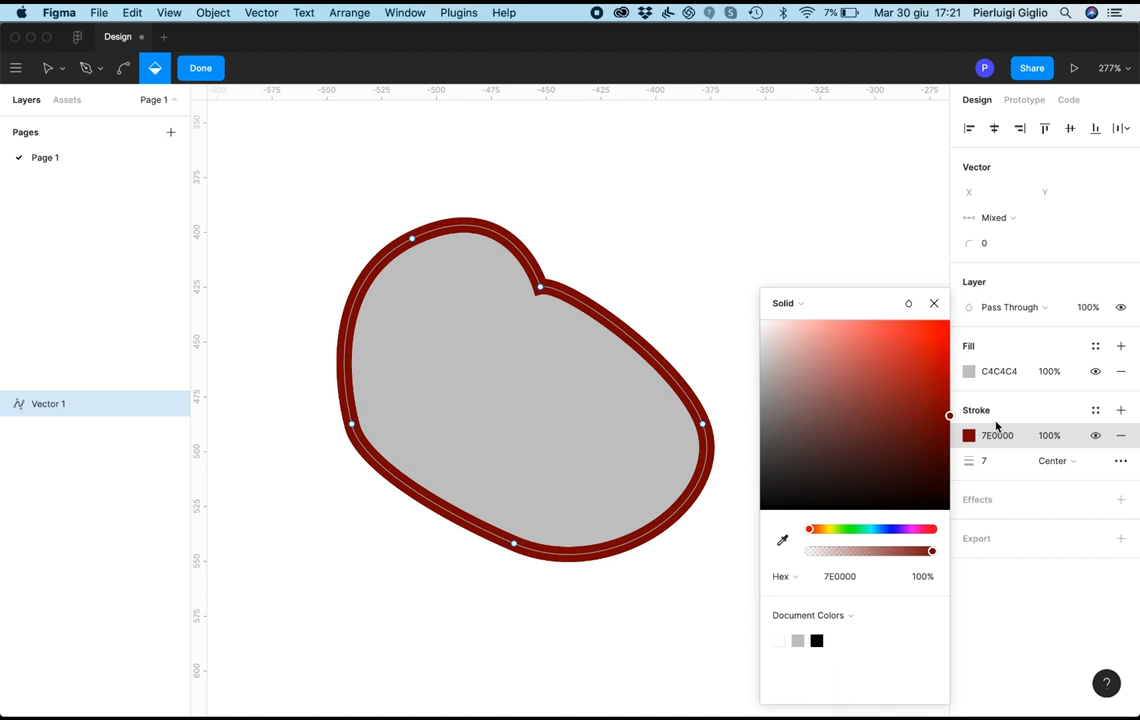 Figma File Edit View Object Vector Text Arrange Window Plugins Help 7% Mar 30 giu 17:21 Pierluigi Giglio
Design
Done P Share 277%
Layers Assets Page 1
-600 -575 -550 -525 -500 -475 -450 -425 -400 -375 -350 -325 -300 -275
Design Prototype Code
350
375
400
425
450
475
500
525
550
575
600
Pages
Page 1
Vector 1
Vector
X Y
Mixed
0
Layer
Pass Through 100%
Fill
C4C4C4 100%
Stroke
7E0000 100%
7 Center
Effects
Export
Solid
Hex 7E0000 100%
Document Colors
?